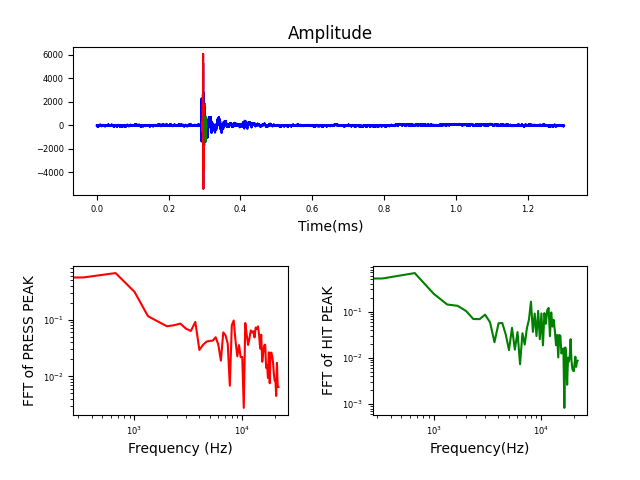 Amplitude
6000
4000
2000
0
−2000
−4000
0.0 0.2 0.4 0.6 0.8 1.0 1.2
Time(ms)
FFT of PRESS PEAK
10⁻¹
10⁻²
10³ 10⁴
Frequency (Hz)
FFT of HIT PEAK
10⁻¹
10⁻²
10⁻³
10³ 10⁴
Frequency(Hz)